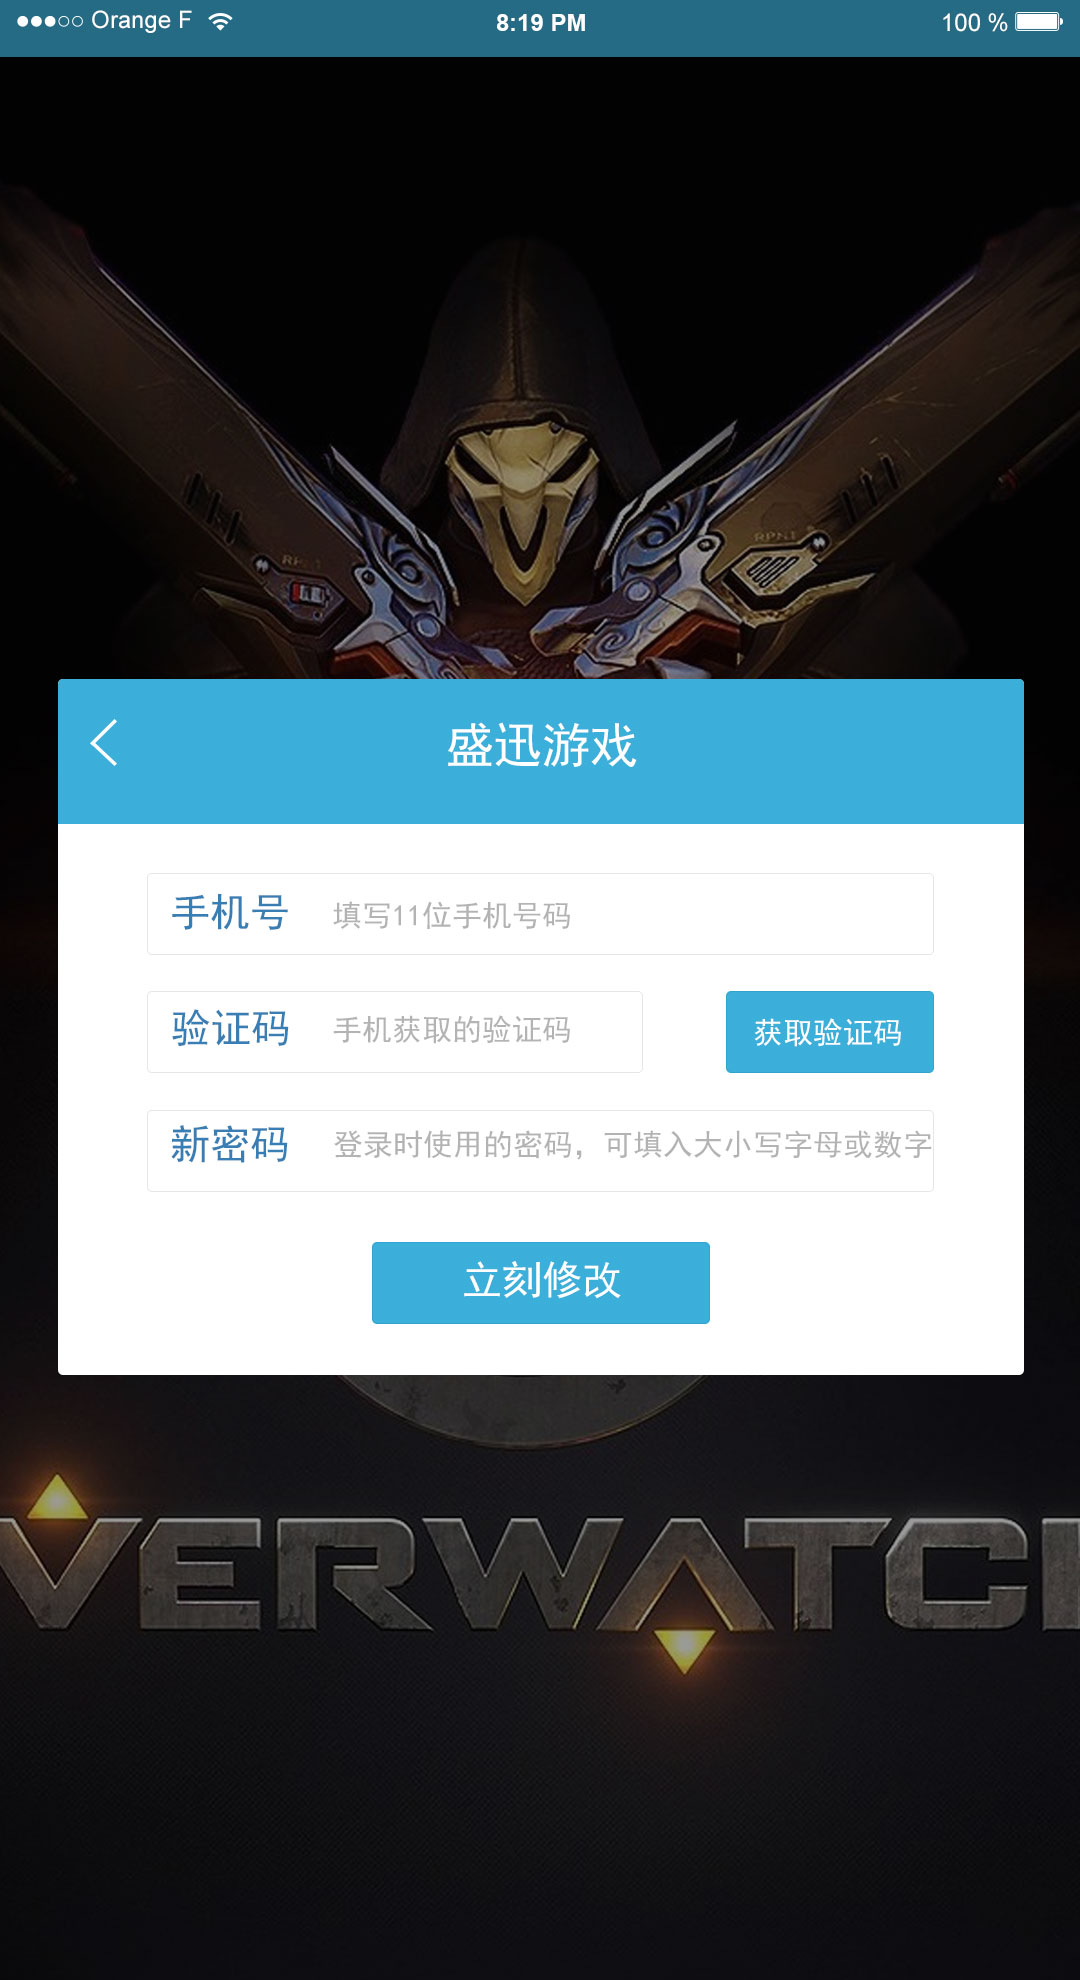 Orange F 8:19 PM 100 %
RPN1
盛迅游戏
手机号 填写11位手机号码
验证码 手机获取的验证码 获取验证码
新密码 登录时使用的密码，可填入大小写字母或数字
立刻修改
VERWATC